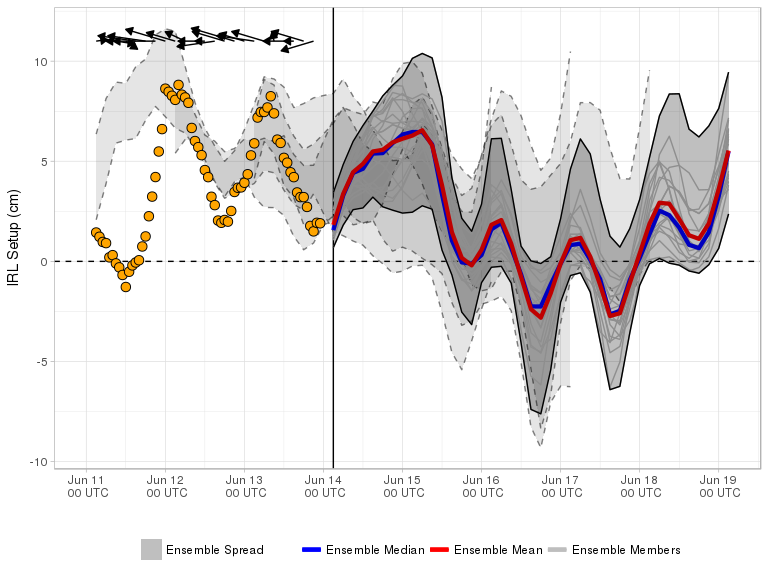 IRL Setup (cm)
10
5
0
-5
-10
Jun 11 Jun 12 Jun 13 Jun 14 Jun 15 Jun 16 Jun 17 Jun 18 Jun 19
00 UTC 00 UTC 00 UTC 00 UTC 00 UTC 00 UTC 00 UTC 00 UTC 00 UTC
Ensemble Spread Ensemble Median Ensemble Mean Ensemble Members